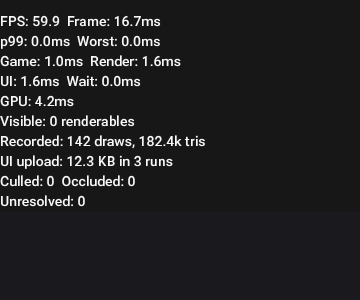 FPS: 59.9 Frame: 16.7ms
p99: 0.0ms Worst: 0.0ms
Game: 1.0ms Render: 1.6ms
UI: 1.6ms Wait: 0.0ms
GPU: 4.2ms
Visible: 0 renderables
Recorded: 142 draws, 182.4k tris
UI upload: 12.3 KB in 3 runs
Culled: 0 Occluded: 0
Unresolved: 0